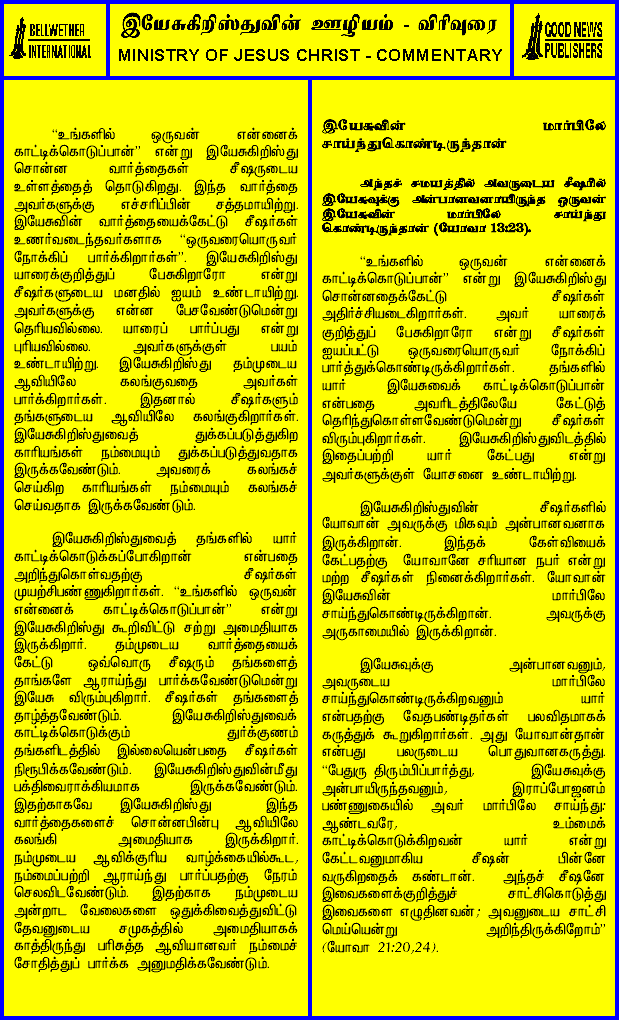 BELLWETHER
INTERNATIONAL
இயேசுகிறிஸ்துவின் ஊழியம் - விரிவுரை
MINISTRY OF JESUS CHRIST - COMMENTARY
GOOD NEWS
PUBLISHERS
“உங்களில் ஒருவன் என்னைக்
காட்டிக்கொடுப்பான்” என்று இயேசுகிறிஸ்து
சொன்ன வார்த்தைகள் சீஷருடைய
உள்ளத்தைத் தொடுகிறது. இந்த வார்த்தை
அவர்களுக்கு எச்சரிப்பின் சத்தமாயிற்று.
இயேசுவின் வார்த்தையைக்கேட்டு சீஷர்கள்
உணர்வடைந்தவர்களாக “ஒருவரையொருவர்
நோக்கிப் பார்க்கிறார்கள்”. இயேசுகிறிஸ்து
யாரைக்குறித்துப் பேசுகிறாரோ என்று
சீஷர்களுடைய மனதில் ஐயம் உண்டாயிற்று.
அவர்களுக்கு என்ன பேசவேண்டுமென்று
தெரியவில்லை. யாரைப் பார்ப்பது என்று
புரியவில்லை. அவர்களுக்குள் பயம்
உண்டாயிற்று. இயேசுகிறிஸ்து தம்முடைய
ஆவியிலே கலங்குவதை அவர்கள்
பார்க்கிறார்கள். இதனால் சீஷர்களும்
தங்களுடைய ஆவியிலே கலங்குகிறார்கள்.
இயேசுகிறிஸ்துவைத் துக்கப்படுத்துகிற
காரியங்கள் நம்மையும் துக்கப்படுத்துவதாக
இருக்கவேண்டும். அவரைக் கலங்கச்
செய்கிற காரியங்கள் நம்மையும் கலங்கச்
செய்வதாக இருக்கவேண்டும்.
இயேசுகிறிஸ்துவைத் தங்களில் யார்
காட்டிக்கொடுக்கப்போகிறான் என்பதை
அறிந்துகொள்வதற்கு சீஷர்கள்
முயற்சிபண்ணுகிறார்கள். “உங்களில் ஒருவன்
என்னைக் காட்டிக்கொடுப்பான்” என்று
இயேசுகிறிஸ்து கூறிவிட்டு சற்று அமைதியாக
இருக்கிறார். தம்முடைய வார்த்தையைக்
கேட்டு ஒவ்வொரு சீஷரும் தங்களைத்
தாங்களே ஆராய்ந்து பார்க்கவேண்டுமென்று
இயேசு விரும்புகிறார். சீஷர்கள் தங்களைத்
தாழ்த்தவேண்டும். இயேசுகிறிஸ்துவைக்
காட்டிக்கொடுக்கும் துர்க்குணம்
தங்களிடத்தில் இல்லையென்பதை சீஷர்கள்
நிரூபிக்கவேண்டும். இயேசுகிறிஸ்துவின்மீது
பக்திவைராக்கியமாக இருக்கவேண்டும்.
இதற்காகவே இயேசுகிறிஸ்து இந்த
வார்த்தைகளைச் சொன்னபின்பு ஆவியிலே
கலங்கி அமைதியாக இருக்கிறார்.
நம்முடைய ஆவிக்குரிய வாழ்க்கையில்கூட,
நம்மைப்பற்றி ஆராய்ந்து பார்ப்பதற்கு நேரம்
செலவிடவேண்டும். இதற்காக நம்முடைய
அன்றாட வேலைகளை ஒதுக்கிவைத்துவிட்டு
தேவனுடைய சமுகத்தில் அமைதியாகக்
காத்திருந்து பரிசுத்த ஆவியானவர் நம்மைச்
சோதித்துப் பார்க்க அனுமதிக்கவேண்டும்.
இயேசுவின் மார்பிலே
சாய்ந்துகொண்டிருந்தான்
அந்தச் சமயத்தில் அவருடைய சீஷரில்
இயேசுவுக்கு அன்பானவனாயிருந்த ஒருவன்
இயேசுவின் மார்பிலே சாய்ந்து
கொண்டிருந்தான் (யோவா 13:23).
“உங்களில் ஒருவன் என்னைக்
காட்டிக்கொடுப்பான்” என்று இயேசுகிறிஸ்து
சொன்னதைக்கேட்டு சீஷர்கள்
அதிர்ச்சியடைகிறார்கள். அவர் யாரைக்
குறித்துப் பேசுகிறாரோ என்று சீஷர்கள்
ஐயப்பட்டு ஒருவரையொருவர் நோக்கிப்
பார்த்துக்கொண்டிருக்கிறார்கள். தங்களில்
யார் இயேசுவைக் காட்டிக்கொடுப்பான்
என்பதை அவரிடத்திலேயே கேட்டுத்
தெரிந்துகொள்ளவேண்டுமென்று சீஷர்கள்
விரும்புகிறார்கள். இயேசுகிறிஸ்துவிடத்தில்
இதைப்பற்றி யார் கேட்பது என்று
அவர்களுக்குள் யோசனை உண்டாயிற்று.
இயேசுகிறிஸ்துவின் சீஷர்களில்
யோவான் அவருக்கு மிகவும் அன்பானவனாக
இருக்கிறான். இந்தக் கேள்வியைக்
கேட்பதற்கு யோவானே சரியான நபர் என்று
மற்ற சீஷர்கள் நினைக்கிறார்கள். யோவான்
இயேசுவின் மார்பிலே
சாய்ந்துகொண்டிருக்கிறான். அவருக்கு
அருகாமையில் இருக்கிறான்.
இயேசுவுக்கு அன்பானவனும்,
அவருடைய மார்பிலே
சாய்ந்துகொண்டிருக்கிறவனும் யார்
என்பதற்கு வேதபண்டிதர்கள் பலவிதமாகக்
கருத்துக் கூறுகிறார்கள். அது யோவான்தான்
என்பது பலருடைய பொதுவானகருத்து.
“பேதுரு திரும்பிப்பார்த்து, இயேசுவுக்கு
அன்பாயிருந்தவனும், இராப்போஜனம்
பண்ணுகையில் அவர் மார்பிலே சாய்ந்து:
ஆண்டவரே, உம்மைக்
காட்டிக்கொடுக்கிறவன் யார் என்று
கேட்டவனுமாகிய சீஷன் பின்னே
வருகிறதைக் கண்டான். அந்தச் சீஷனே
இவைகளைக்குறித்துச் சாட்சிகொடுத்து
இவைகளை எழுதினவன்; அவனுடைய சாட்சி
மெய்யென்று அறிந்திருக்கிறோம்”
(யோவா 21:20,24).